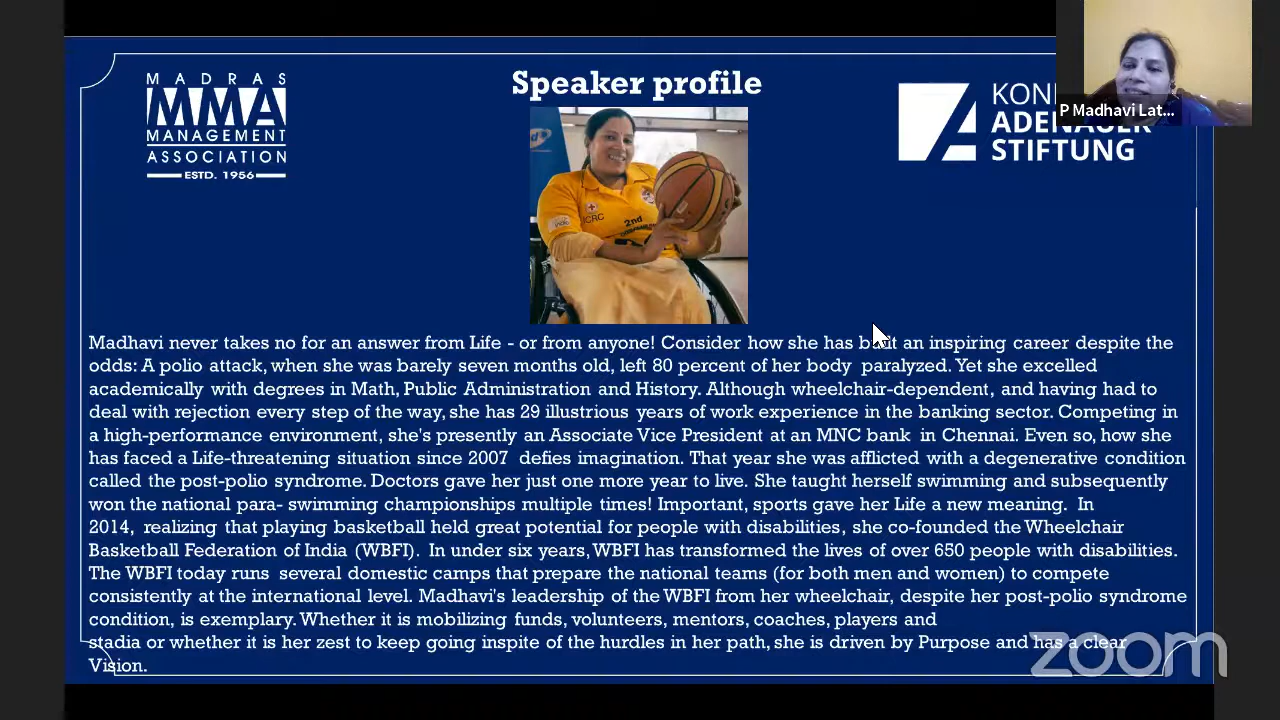 MADRAS
MMA
MANAGEMENT
ASSOCIATION
ESTD. 1956
Speaker profile
ADENAUER
STIFTUNG
P Madhavi Lat...
ICRC
2nd
Madhavi never takes no for an answer from Life - or from anyone! Consider how she has built an inspiring career despite the
odds: A polio attack, when she was barely seven months old, left 80 percent of her body paralyzed. Yet she excelled
academically with degrees in Math, Public Administration and History. Although wheelchair-dependent, and having had to
deal with rejection every step of the way, she has 29 illustrious years of work experience in the banking sector. Competing in
a high-performance environment, she's presently an Associate Vice President at an MNC bank in Chennai. Even so, how she
has faced a Life-threatening situation since 2007 defies imagination. That year she was afflicted with a degenerative condition
called the post-polio syndrome. Doctors gave her just one more year to live. She taught herself swimming and subsequently
won the national para- swimming championships multiple times! Important, sports gave her Life a new meaning. In
2014, realizing that playing basketball held great potential for people with disabilities, she co-founded the Wheelchair
Basketball Federation of India (WBFI). In under six years, WBFI has transformed the lives of over 650 people with disabilities.
The WBFI today runs several domestic camps that prepare the national teams (for both men and women) to compete
consistently at the international level. Madhavi's leadership of the WBFI from her wheelchair, despite her post-polio syndrome
condition, is exemplary. Whether it is mobilizing funds, volunteers, mentors, coaches, players and
stadia or whether it is her zest to keep going inspite of the hurdles in her path, she is driven by Purpose and has a clear
Vision.
zoom